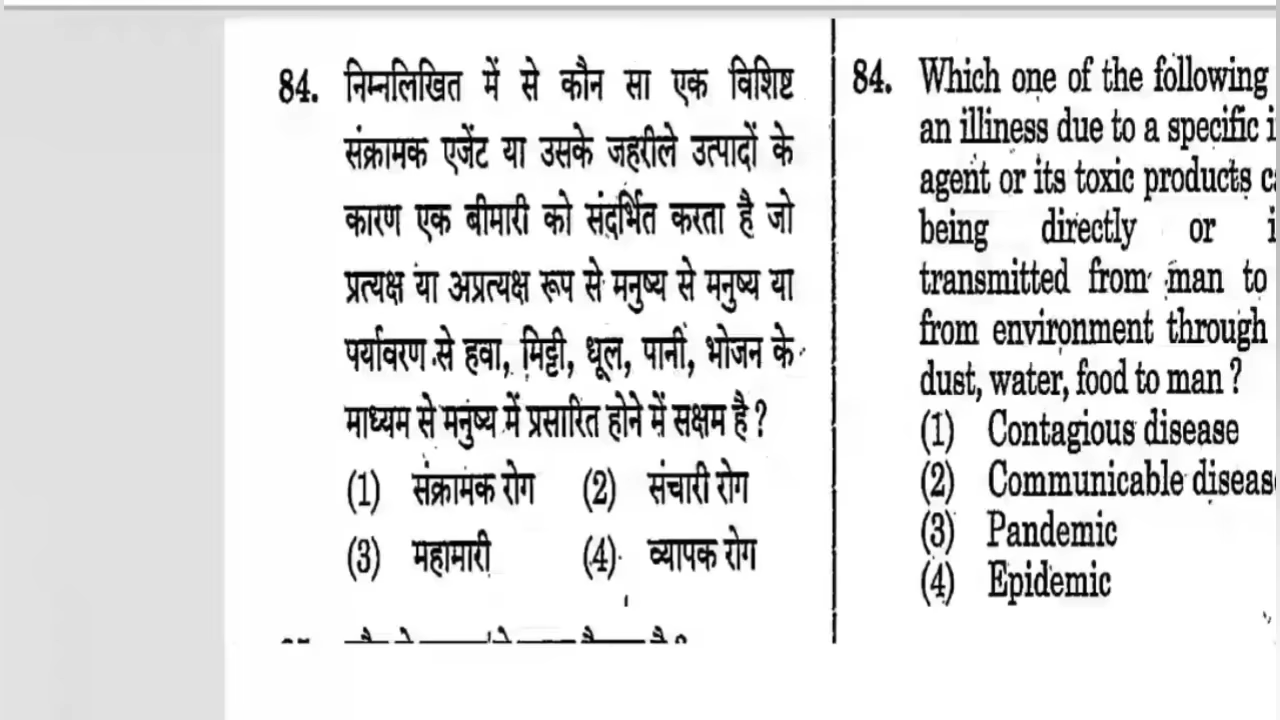 84. निम्नलिखित में से कौन सा एक विशिष्ट
संक्रामक एजेंट या उसके जहरीले उत्पादों के
कारण एक बीमारी को संदर्भित करता है जो
प्रत्यक्ष या अप्रत्यक्ष रूप से मनुष्य से मनुष्य या
पर्यावरण से हवा, मिट्टी, धूल, पानी, भोजन के
माध्यम से मनुष्य में प्रसारित होने में सक्षम है ?
(1) संक्रामक रोग (2) संचारी रोग
(3) महामारी (4) व्यापक रोग
84. Which one of the following
an illiness due to a specific
agent or its toxic products
being directly or
transmitted from man to
from environment through
dust, water, food to man ?
(1) Contagious disease
(2) Communicable
(3) Pandemic
(4) Epidemic